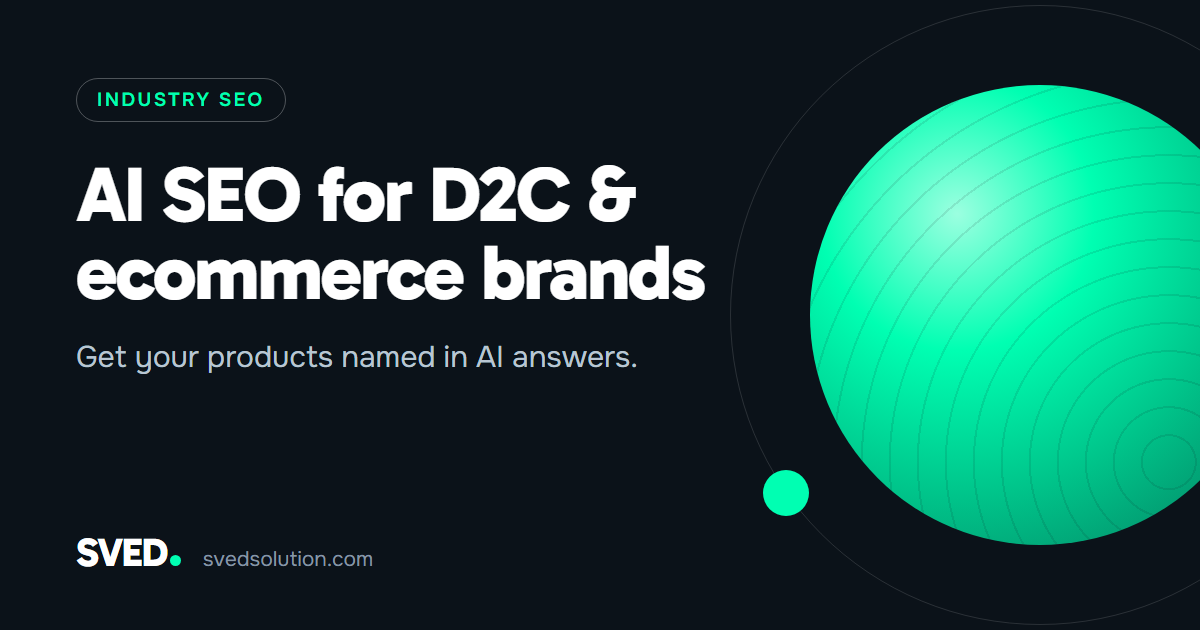 INDUSTRY SEO
AI SEO for D2C &
ecommerce brands
Get your products named in AI answers.
SVED. svedsolution.com